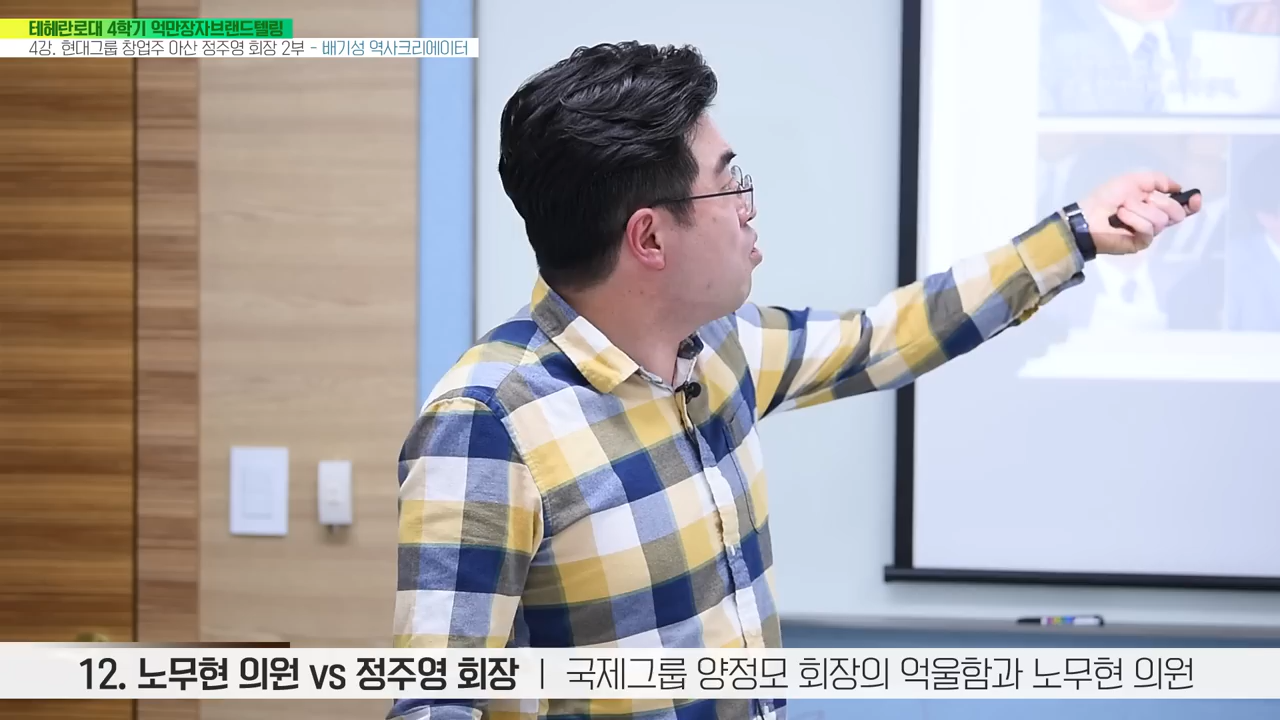 테헤란로대 4학기 억만장자브랜드텔링
4강. 현대그룹 창업주 아산 정주영 회장 2부 - 배기성 역사크리에이터
12. 노무현 의원 vs 정주영 회장 ㅣ 국제그룹 양정모 회장의 억울함과 노무현 의원